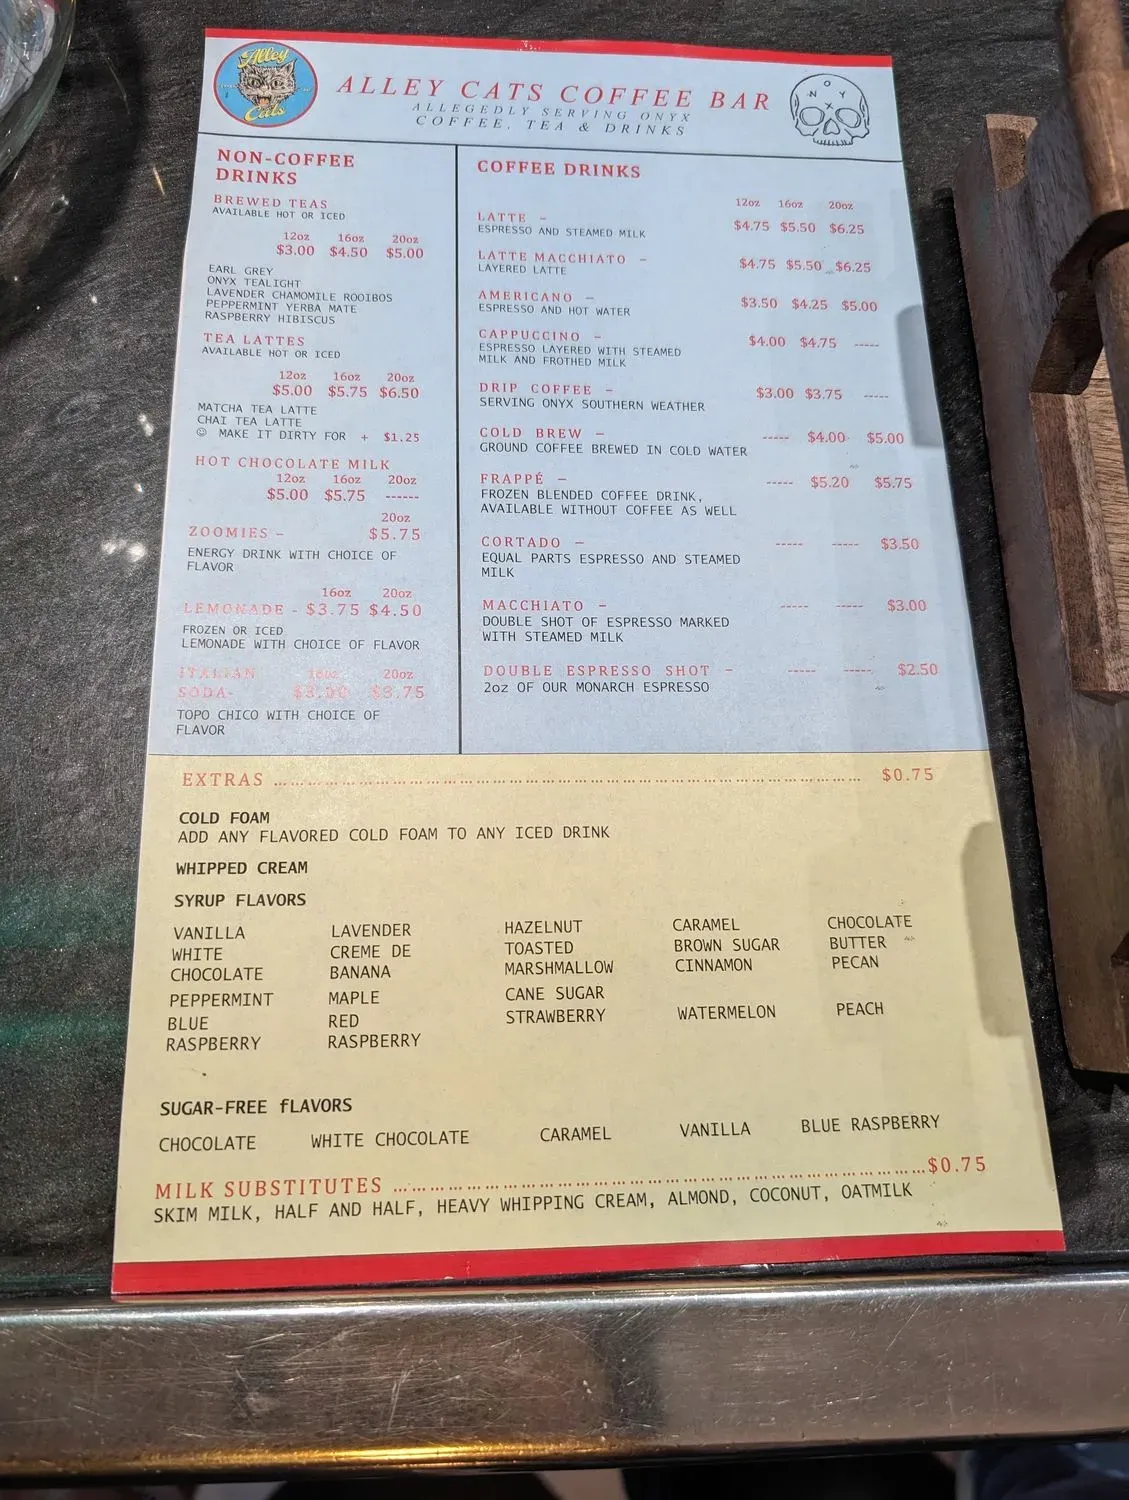 Alley
Cats
ALLEY CATS COFFEE BAR
ALLEGEDLY SERVING ONYX
COFFEE, TEA & DRINKS
O
N Y
X
NON-COFFEE
DRINKS
BREWED TEAS
AVAILABLE HOT OR ICED
12oz 16oz 20oz
$3.00 $4.50 $5.00
EARL GREY
ONYX TEALIGHT
LAVENDER CHAMOMILE ROOIBOS
PEPPERMINT YERBA MATE
RASPBERRY HIBISCUS
TEA LATTES
AVAILABLE HOT OR ICED
12oz 16oz 20oz
$5.00 $5.75 $6.50
MATCHA TEA LATTE
CHAI TEA LATTE
☺ MAKE IT DIRTY FOR + $1.25
HOT CHOCOLATE MILK
12oz 16oz 20oz
$5.00 $5.75 ------
20oz
ZOOMIES – $5.75
ENERGY DRINK WITH CHOICE OF
FLAVOR
16oz 20oz
LEMONADE - $3.75 $4.50
FROZEN OR ICED
LEMONADE WITH CHOICE OF FLAVOR
ITALIAN 16oz 20oz
SODA- $3.00 $3.75
TOPO CHICO WITH CHOICE OF
FLAVOR
COFFEE DRINKS
12oz 16oz 20oz
LATTE – $4.75 $5.50 $6.25
ESPRESSO AND STEAMED MILK
LATTE MACCHIATO – $4.75 $5.50 $6.25
LAYERED LATTE
AMERICANO – $3.50 $4.25 $5.00
ESPRESSO AND HOT WATER
CAPPUCCINO – $4.00 $4.75 -----
ESPRESSO LAYERED WITH STEAMED
MILK AND FROTHED MILK
DRIP COFFEE – $3.00 $3.75 -----
SERVING ONYX SOUTHERN WEATHER
COLD BREW – ----- $4.00 $5.00
GROUND COFFEE BREWED IN COLD WATER
FRAPPÉ – ----- $5.20 $5.75
FROZEN BLENDED COFFEE DRINK,
AVAILABLE WITHOUT COFFEE AS WELL
CORTADO – ----- ----- $3.50
EQUAL PARTS ESPRESSO AND STEAMED
MILK
MACCHIATO – ----- ----- $3.00
DOUBLE SHOT OF ESPRESSO MARKED
WITH STEAMED MILK
DOUBLE ESPRESSO SHOT – ----- ----- $2.50
2oz OF OUR MONARCH ESPRESSO
EXTRAS ........................................................ $0.75
COLD FOAM
ADD ANY FLAVORED COLD FOAM TO ANY ICED DRINK
WHIPPED CREAM
SYRUP FLAVORS
VANILLA LAVENDER HAZELNUT CARAMEL CHOCOLATE
WHITE CREME DE TOASTED BROWN SUGAR BUTTER
CHOCOLATE BANANA MARSHMALLOW CINNAMON PECAN
PEPPERMINT MAPLE CANE SUGAR
BLUE RED STRAWBERRY WATERMELON PEACH
RASPBERRY RASPBERRY
SUGAR-FREE fLAVORS
CHOCOLATE WHITE CHOCOLATE CARAMEL VANILLA BLUE RASPBERRY
MILK SUBSTITUTES ........................................................$0.75
SKIM MILK, HALF AND HALF, HEAVY WHIPPING CREAM, ALMOND, COCONUT, OATMILK